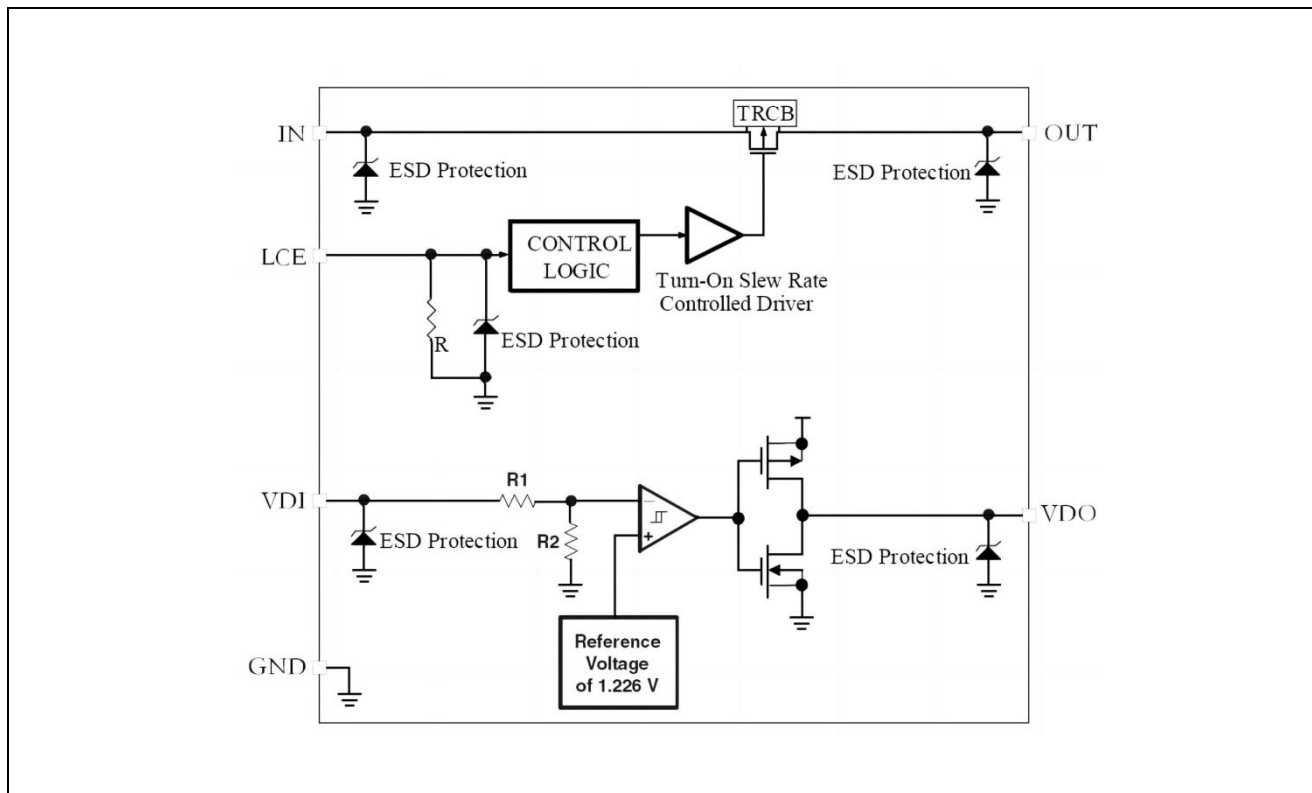 TRCB
IN
OUT
ESD Protection
ESD Protection
LCE
CONTROL
LOGIC
Turn-On Slew Rate
Controlled Driver
R
ESD Protection
VDI
R1
−
VDO
ESD Protection
R2
+
ESD Protection
GND
Reference
Voltage
of 1.226 V